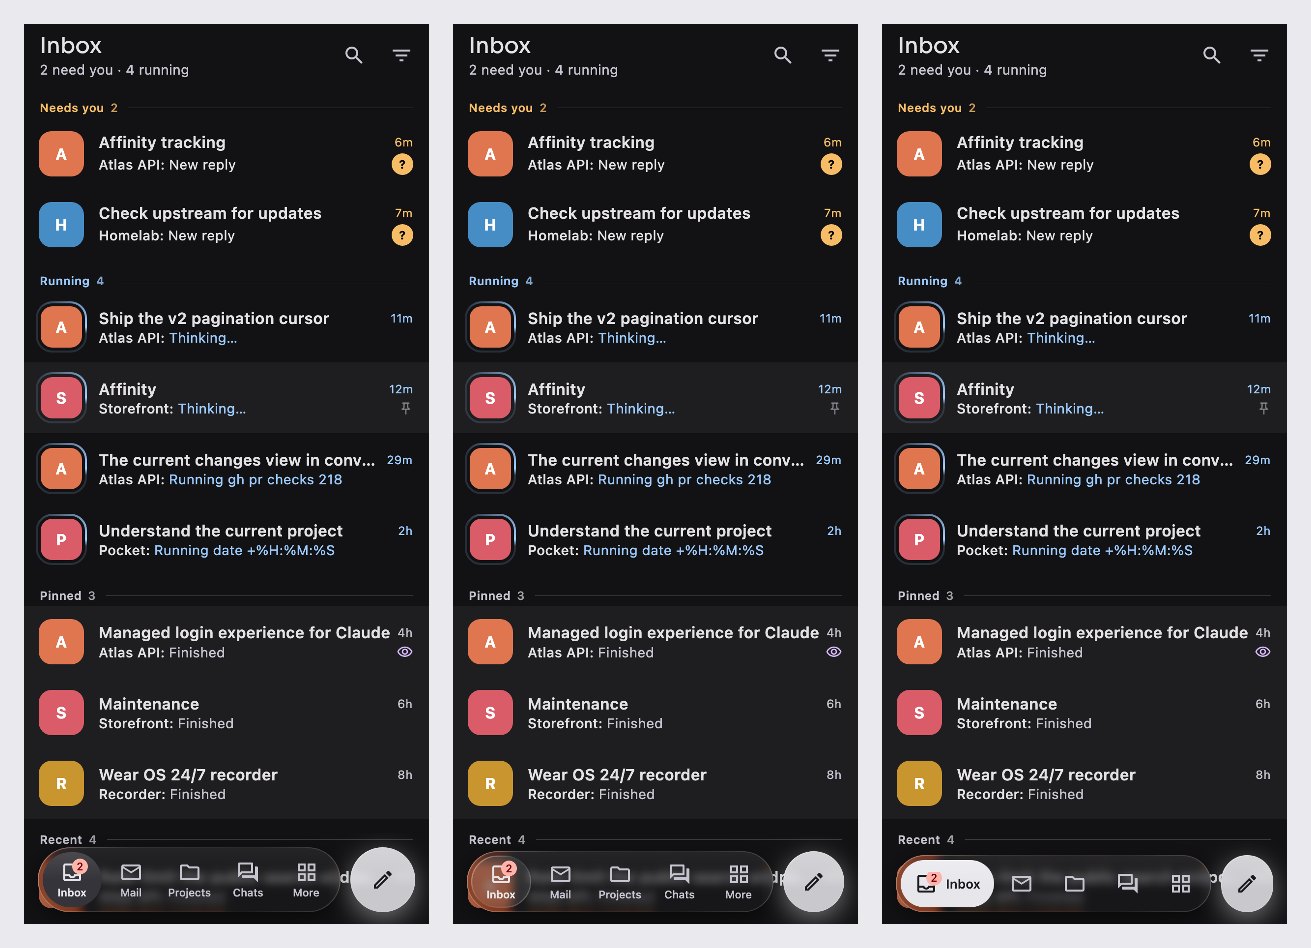 Inbox
2 need you · 4 running
Needs you 2
A
Affinity tracking
6m
Atlas API: New reply
?
H
Check upstream for updates
7m
Homelab: New reply
?
Running 4
A
Ship the v2 pagination cursor
11m
Atlas API: Thinking...
S
Affinity
12m
Storefront: Thinking...
A
The current changes view in conv...
29m
Atlas API: Running gh pr checks 218
P
Understand the current project
2h
Pocket: Running date +%H:%M:%S
Pinned 3
A
Managed login experience for Claude
4h
Atlas API: Finished
S
Maintenance
6h
Storefront: Finished
R
Wear OS 24/7 recorder
8h
Recorder: Finished
Recent 4
2
Inbox
Mail
Projects
Chats
More
Inbox
2 need you · 4 running
Needs you 2
A
Affinity tracking
6m
Atlas API: New reply
?
H
Check upstream for updates
7m
Homelab: New reply
?
Running 4
A
Ship the v2 pagination cursor
11m
Atlas API: Thinking...
S
Affinity
12m
Storefront: Thinking...
A
The current changes view in conv...
29m
Atlas API: Running gh pr checks 218
P
Understand the current project
2h
Pocket: Running date +%H:%M:%S
Pinned 3
A
Managed login experience for Claude
4h
Atlas API: Finished
S
Maintenance
6h
Storefront: Finished
R
Wear OS 24/7 recorder
8h
Recorder: Finished
Recent 4
2
Inbox
Mail
Projects
Chats
More
Inbox
2 need you · 4 running
Needs you 2
A
Affinity tracking
6m
Atlas API: New reply
?
H
Check upstream for updates
7m
Homelab: New reply
?
Running 4
A
Ship the v2 pagination cursor
11m
Atlas API: Thinking...
S
Affinity
12m
Storefront: Thinking...
A
The current changes view in conv...
29m
Atlas API: Running gh pr checks 218
P
Understand the current project
2h
Pocket: Running date +%H:%M:%S
Pinned 3
A
Managed login experience for Claude
4h
Atlas API: Finished
S
Maintenance
6h
Storefront: Finished
R
Wear OS 24/7 recorder
8h
Recorder: Finished
Recent 4
2
Inbox